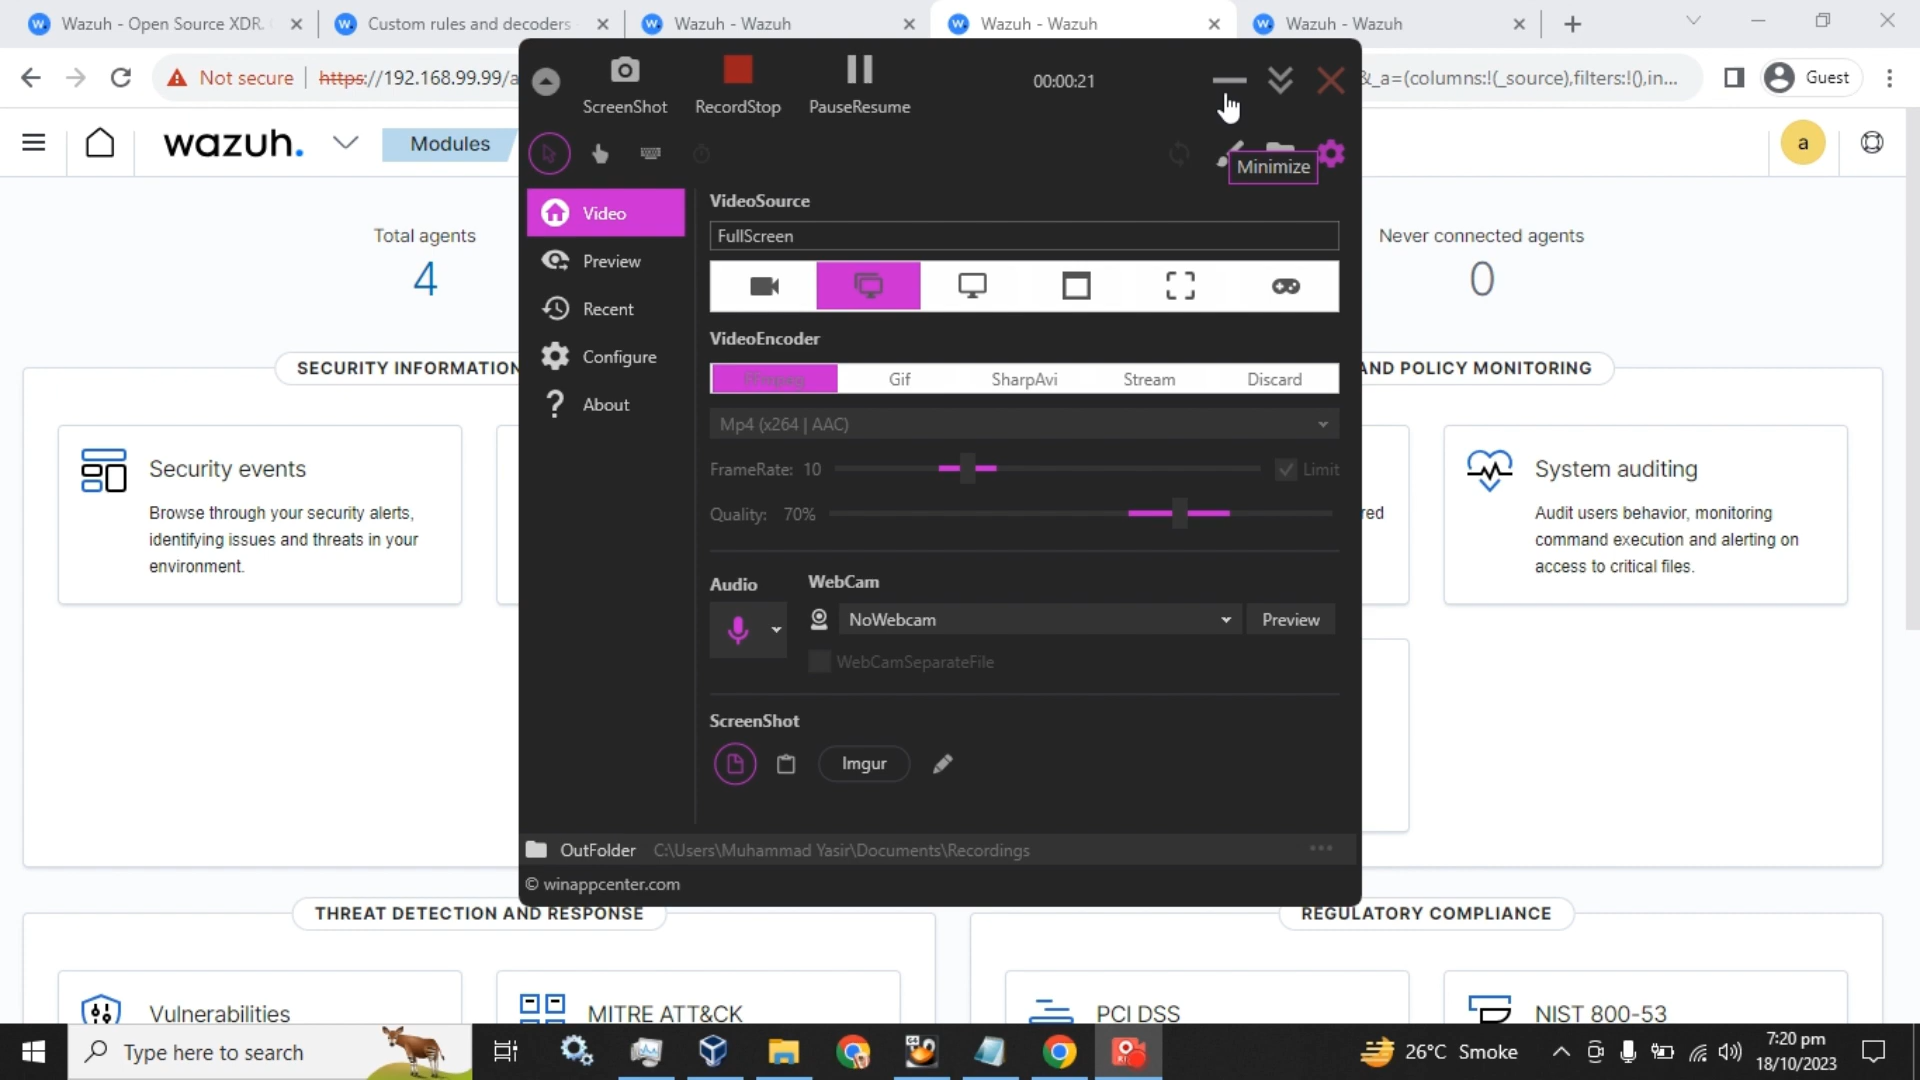 Wazuh - Open Source XDR.
Custom rules and decoders
Wazuh - Wazuh
Wazuh - Wazuh
Wazuh - Wazuh
Not secure
https://192.168.99.99/a
&_a=(columns:!(_source),filters:!(),in...
Guest
ScreenShot
RecordStop
PauseResume
00:00:21
wazuh.
Modules
a
Minimize
Total agents
4
Never connected agents
0
Video
Preview
Recent
Configure
About
VideoSource
FullScreen
VideoEncoder
Gif
SharpAvi
Stream
Discard
Mp4 (x264 | AAC)
FrameRate: 10
Limit
Quality: 70%
Audio
WebCam
NoWebcam
Preview
WebCamSeparateFile
ScreenShot
Imgur
OutFolder
C:\Users\Muhammad Yasir\Documents\Recordings
© winappcenter.com
SECURITY INFORMATION
AND POLICY MONITORING
Security events
Browse through your security alerts,
identifying issues and threats in your
environment.
red
System auditing
Audit users behavior, monitoring
command execution and alerting on
access to critical files.
THREAT DETECTION AND RESPONSE
REGULATORY COMPLIANCE
Vulnerabilities
MITRE ATT&CK
PCI DSS
NIST 800-53
Type here to search
26°C Smoke
7:20 pm
18/10/2023